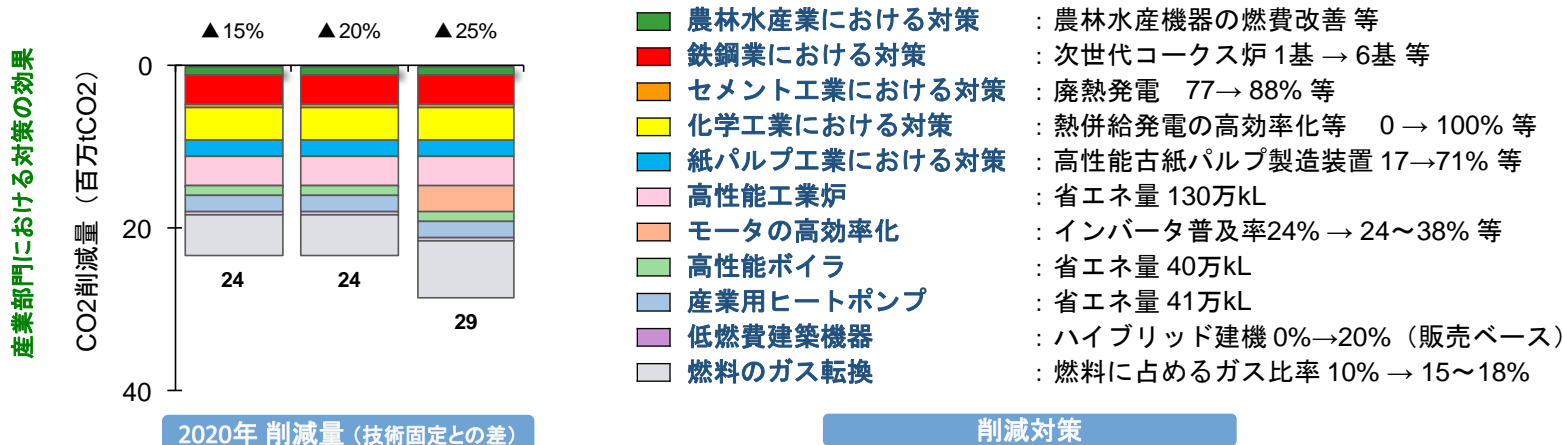 産業部門における対策の効果
CO2削減量（百万tCO2）
▲15% ▲20% ▲25%
0
20
40
24 24 29
2020年 削減量（技術固定との差）
農林水産業における対策 : 農林水産機器の燃費改善 等
鉄鋼業における対策 : 次世代コークス炉 1基 → 6基 等
セメント工業における対策 : 廃熱発電 77→ 88% 等
化学工業における対策 : 熱併給発電の高効率化等 0 → 100% 等
紙パルプ工業における対策 : 高性能古紙パルプ製造装置 17→71% 等
高性能工業炉 : 省エネ量 130万kL
モータの高効率化 : インバータ普及率24% → 24～38% 等
高性能ボイラ : 省エネ量 40万kL
産業用ヒートポンプ : 省エネ量 41万kL
低燃費建築機器 : ハイブリッド建機 0%→20%（販売ベース）
燃料のガス転換 : 燃料に占めるガス比率 10% → 15～18%
削減対策